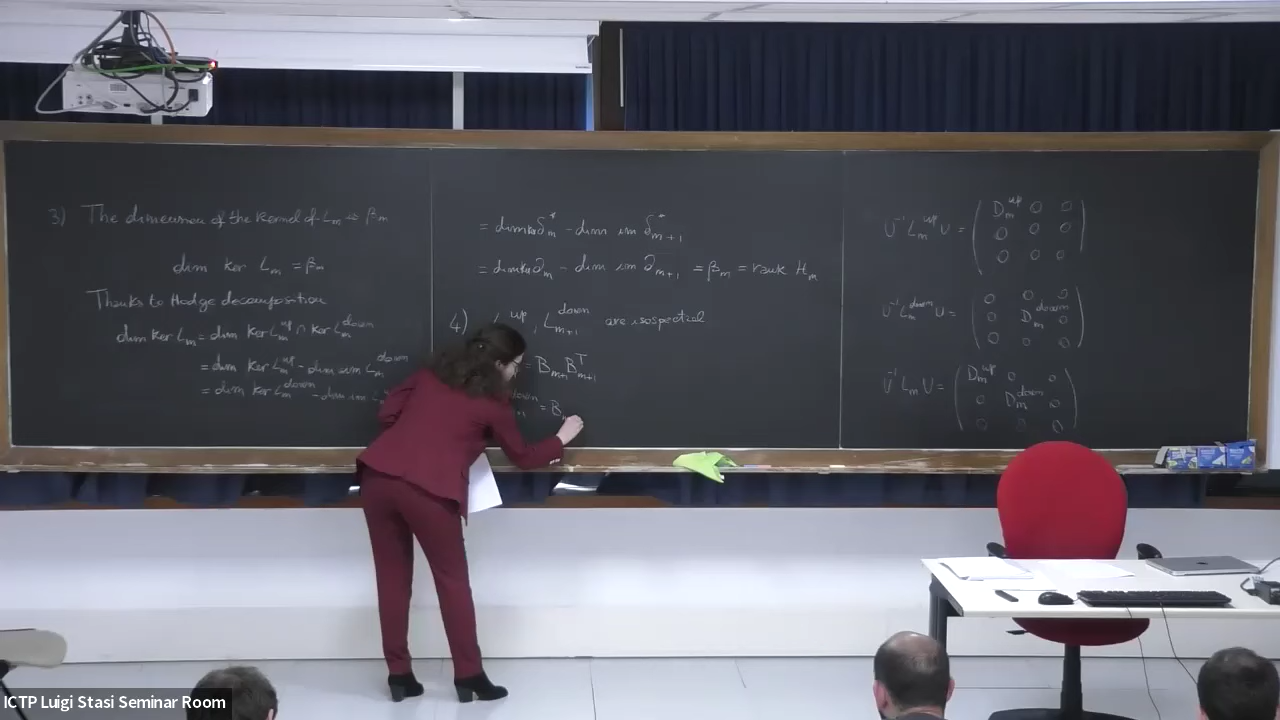 3) The dimension of the kernel of L_m is β_m
dim ker L_m = β_m
Thanks to Hodge decomposition
dim ker L_m = dim ker L_m^up ∩ ker L_m^down
= dim ker L_m^up - dim im L_m^down
= dim ker L_m^down - dim im
= dim ker δ_m^* - dim im δ_{m+1}^*
= dim ker ∂_m - dim im ∂_{m+1} = β_m = rank H_m
4) L^up, L_{m+1}^down are isospectral
= B_{m+1} B_{m+1}^T
down = B
U^{-1} L_m^up U = ( D_m^up 0 0
0 0 0
0 0 0 )
U^{-1} L_m^down U = ( 0 0 0
0 D_m^down 0
0 0 0 )
U^{-1} L_m U = ( D_m^up 0 0
0 D_m^down 0
0 0 0 )
ICTP Luigi Stasi Seminar Room